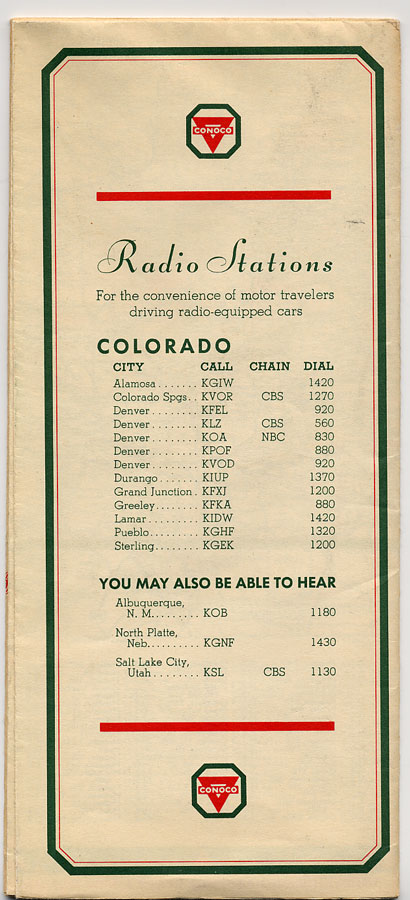 CONOCO
Radio Stations
For the convenience of motor travelers
driving radio-equipped cars
COLORADO
CITY CALL CHAIN DIAL
Alamosa ....... KGIW 1420
Colorado Spgs.. KVOR CBS 1270
Denver ........ KFEL 920
Denver ........ KLZ CBS 560
Denver ........ KOA NBC 830
Denver ........ KPOF 880
Denver ........ KVOD 920
Durango ....... KIUP 1370
Grand Junction . KFXJ 1200
Greeley ....... KFKA 880
Lamar ......... KIDW 1420
Pueblo ........ KGHF 1320
Sterling ....... KGEK 1200
YOU MAY ALSO BE ABLE TO HEAR
Albuquerque,
N. M. ........ KOB 1180
North Platte,
Neb. ......... KGNF 1430
Salt Lake City,
Utah ........ KSL CBS 1130
CONOCO